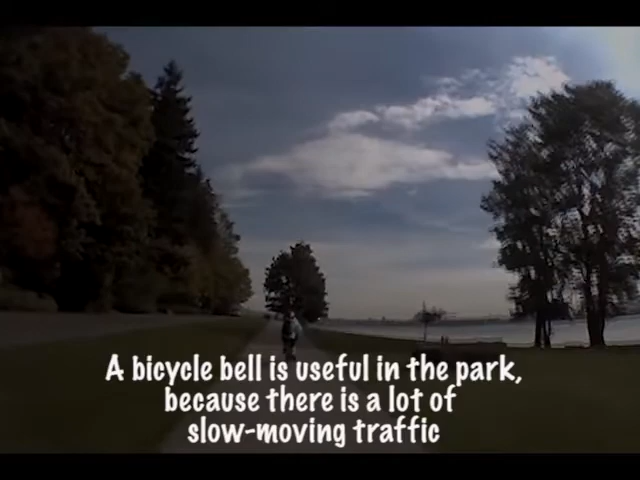 A bicycle bell is useful in the park,
because there is a lot of
slow-moving traffic